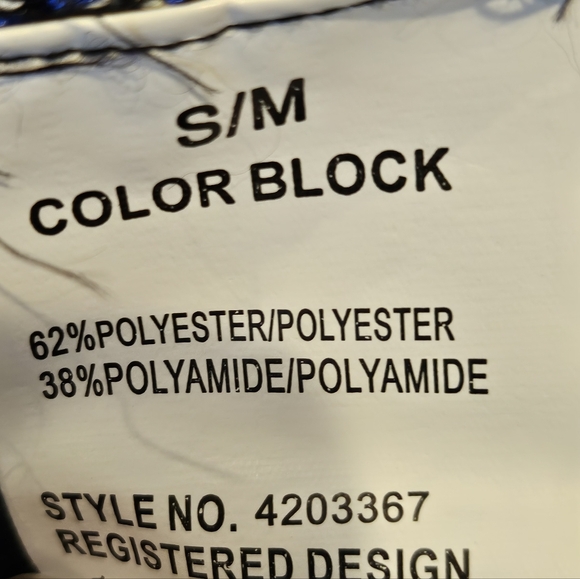 S/M
COLOR BLOCK
62%POLYESTER/POLYESTER
38%POLYAMIDE/POLYAMIDE
STYLE NO. 4203367
REGISTERED DESIGN